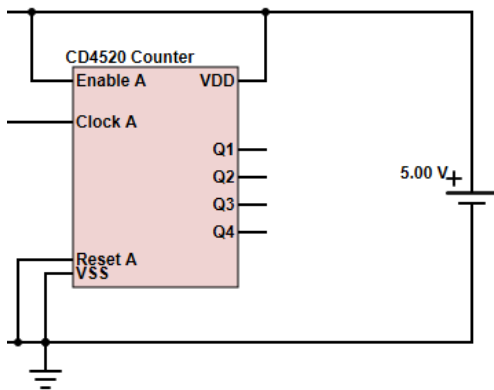 CD4520 Counter
Enable A VDD
Clock A
Q1
Q2
5.00 V
Q3
Q4
Reset A
VSS